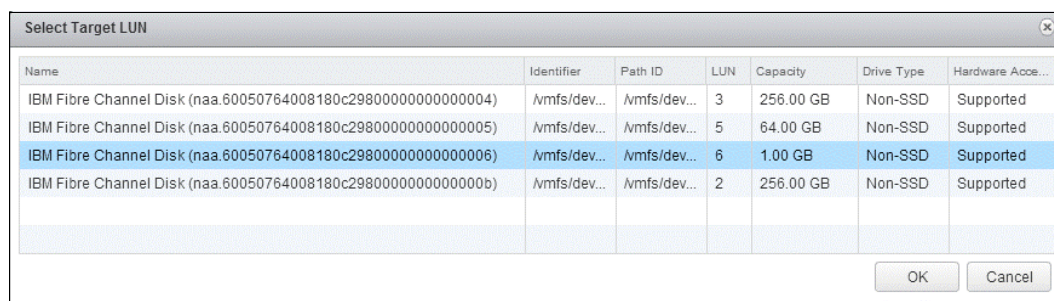 Select Target LUN
Name Identifier Path ID LUN Capacity Drive Type Hardware Acce...
IBM Fibre Channel Disk (naa.60050764008180c29800000000000004) /vmfs/dev... /vmfs/dev... 3 256.00 GB Non-SSD Supported
IBM Fibre Channel Disk (naa.60050764008180c29800000000000005) /vmfs/dev... /vmfs/dev... 5 64.00 GB Non-SSD Supported
IBM Fibre Channel Disk (naa.60050764008180c29800000000000006) /vmfs/dev... /vmfs/dev... 6 1.00 GB Non-SSD Supported
IBM Fibre Channel Disk (naa.60050764008180c2980000000000000b) /vmfs/dev... /vmfs/dev... 2 256.00 GB Non-SSD Supported
OK Cancel